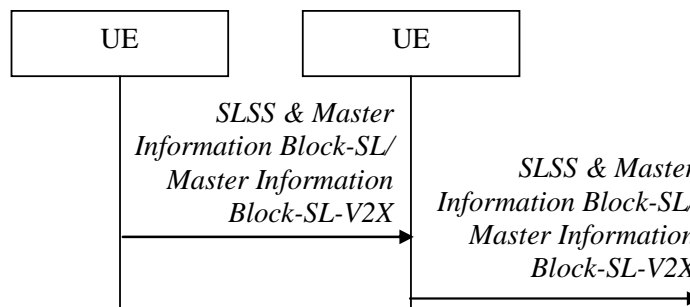 UE
UE
SLSS & Master
Information Block-SL/
Master Information
Block-SL-V2X
SLSS & Master
Information Block-SL/
Master Information
Block-SL-V2X